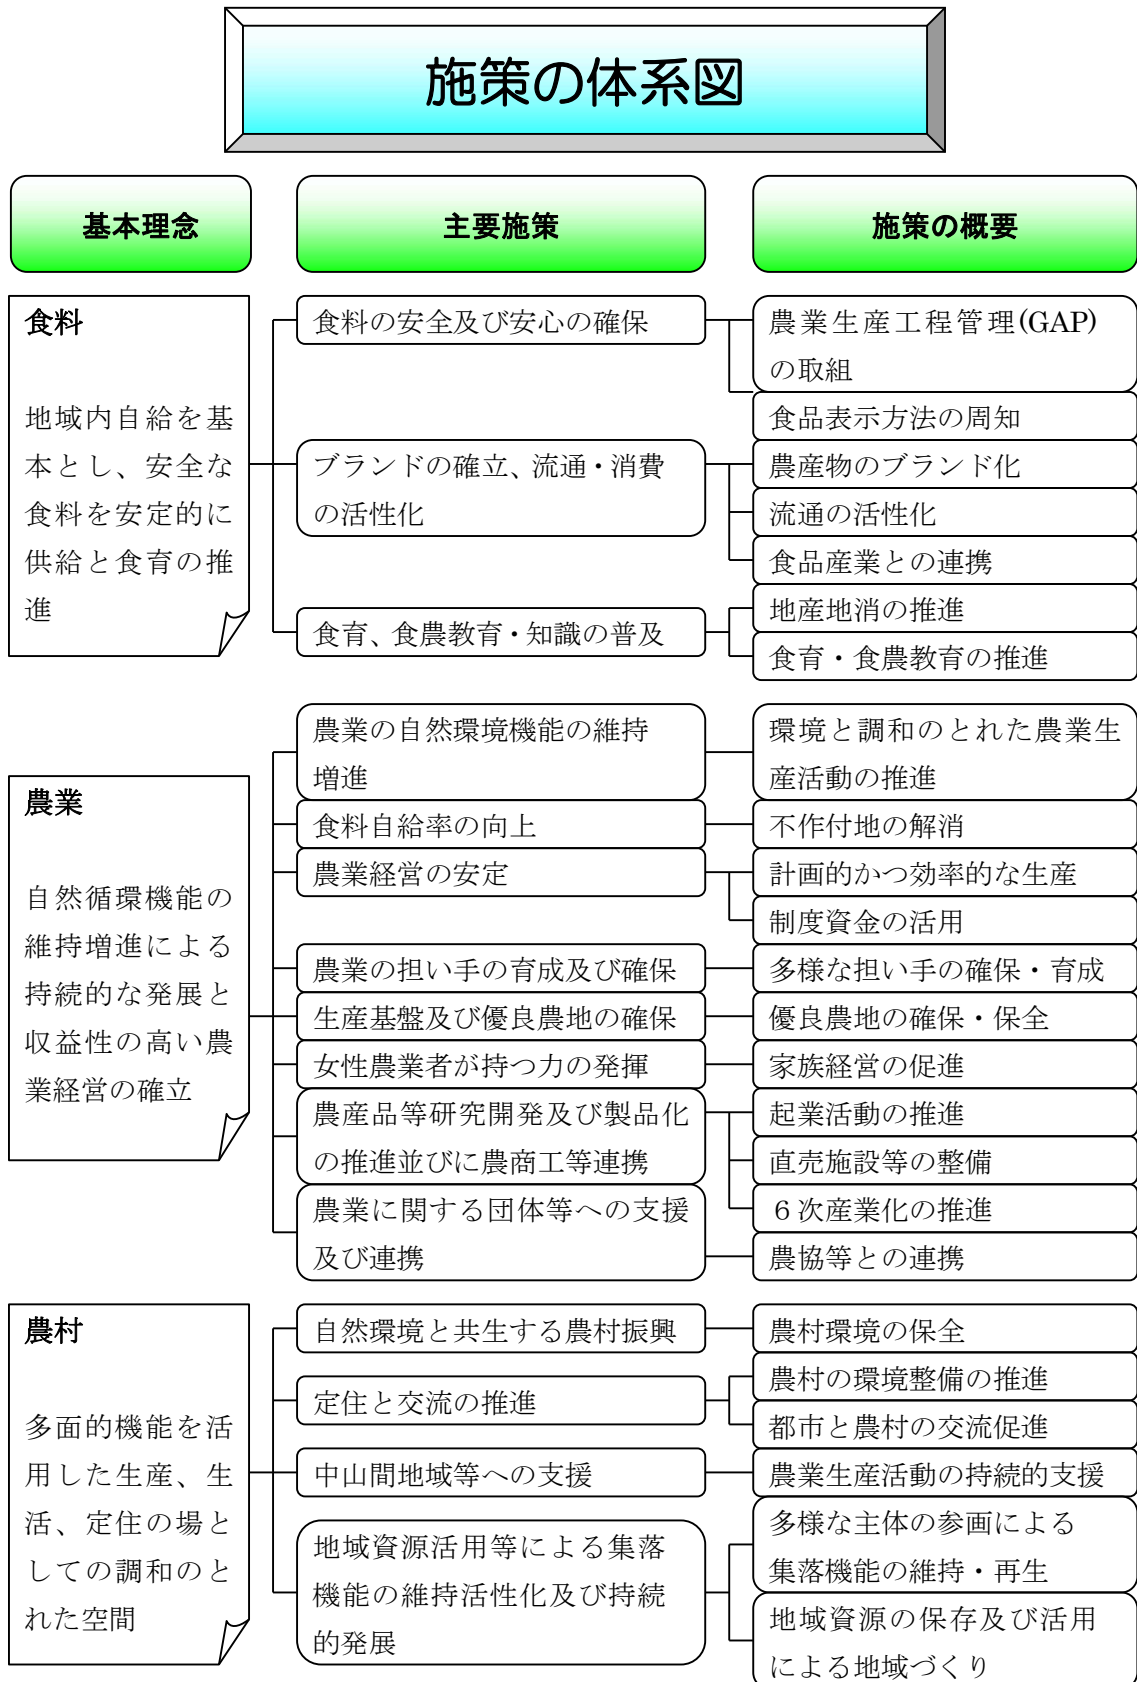 施策の体系図
基本理念
主要施策
施策の概要
食料
地域内自給を基
本とし、安全な
食料を安定的に
供給と食育の推
進
食料の安全及び安心の確保
農業生産工程管理(GAP)
の取組
食品表示方法の周知
ブランドの確立、流通・消費
の活性化
農産物のブランド化
流通の活性化
食品産業との連携
食育、食農教育・知識の普及
地産地消の推進
食育・食農教育の推進
農業
自然循環機能の
維持増進による
持続的な発展と
収益性の高い農
業経営の確立
農業の自然環境機能の維持
増進
環境と調和のとれた農業生
産活動の推進
食料自給率の向上
不作付地の解消
農業経営の安定
計画的かつ効率的な生産
制度資金の活用
農業の担い手の育成及び確保
多様な担い手の確保・育成
生産基盤及び優良農地の確保
優良農地の確保・保全
女性農業者が持つ力の発揮
家族経営の促進
農産品等研究開発及び製品化
の推進並びに農商工等連携
起業活動の推進
直売施設等の整備
６次産業化の推進
農業に関する団体等への支援
及び連携
農協等との連携
農村
多面的機能を活
用した生産、生
活、定住の場と
しての調和のと
れた空間
自然環境と共生する農村振興
農村環境の保全
定住と交流の推進
農村の環境整備の推進
都市と農村の交流促進
中山間地域等への支援
農業生産活動の持続的支援
地域資源活用等による集落
機能の維持活性化及び持続
的発展
多様な主体の参画による
集落機能の維持・再生
地域資源の保存及び活用
による地域づくり